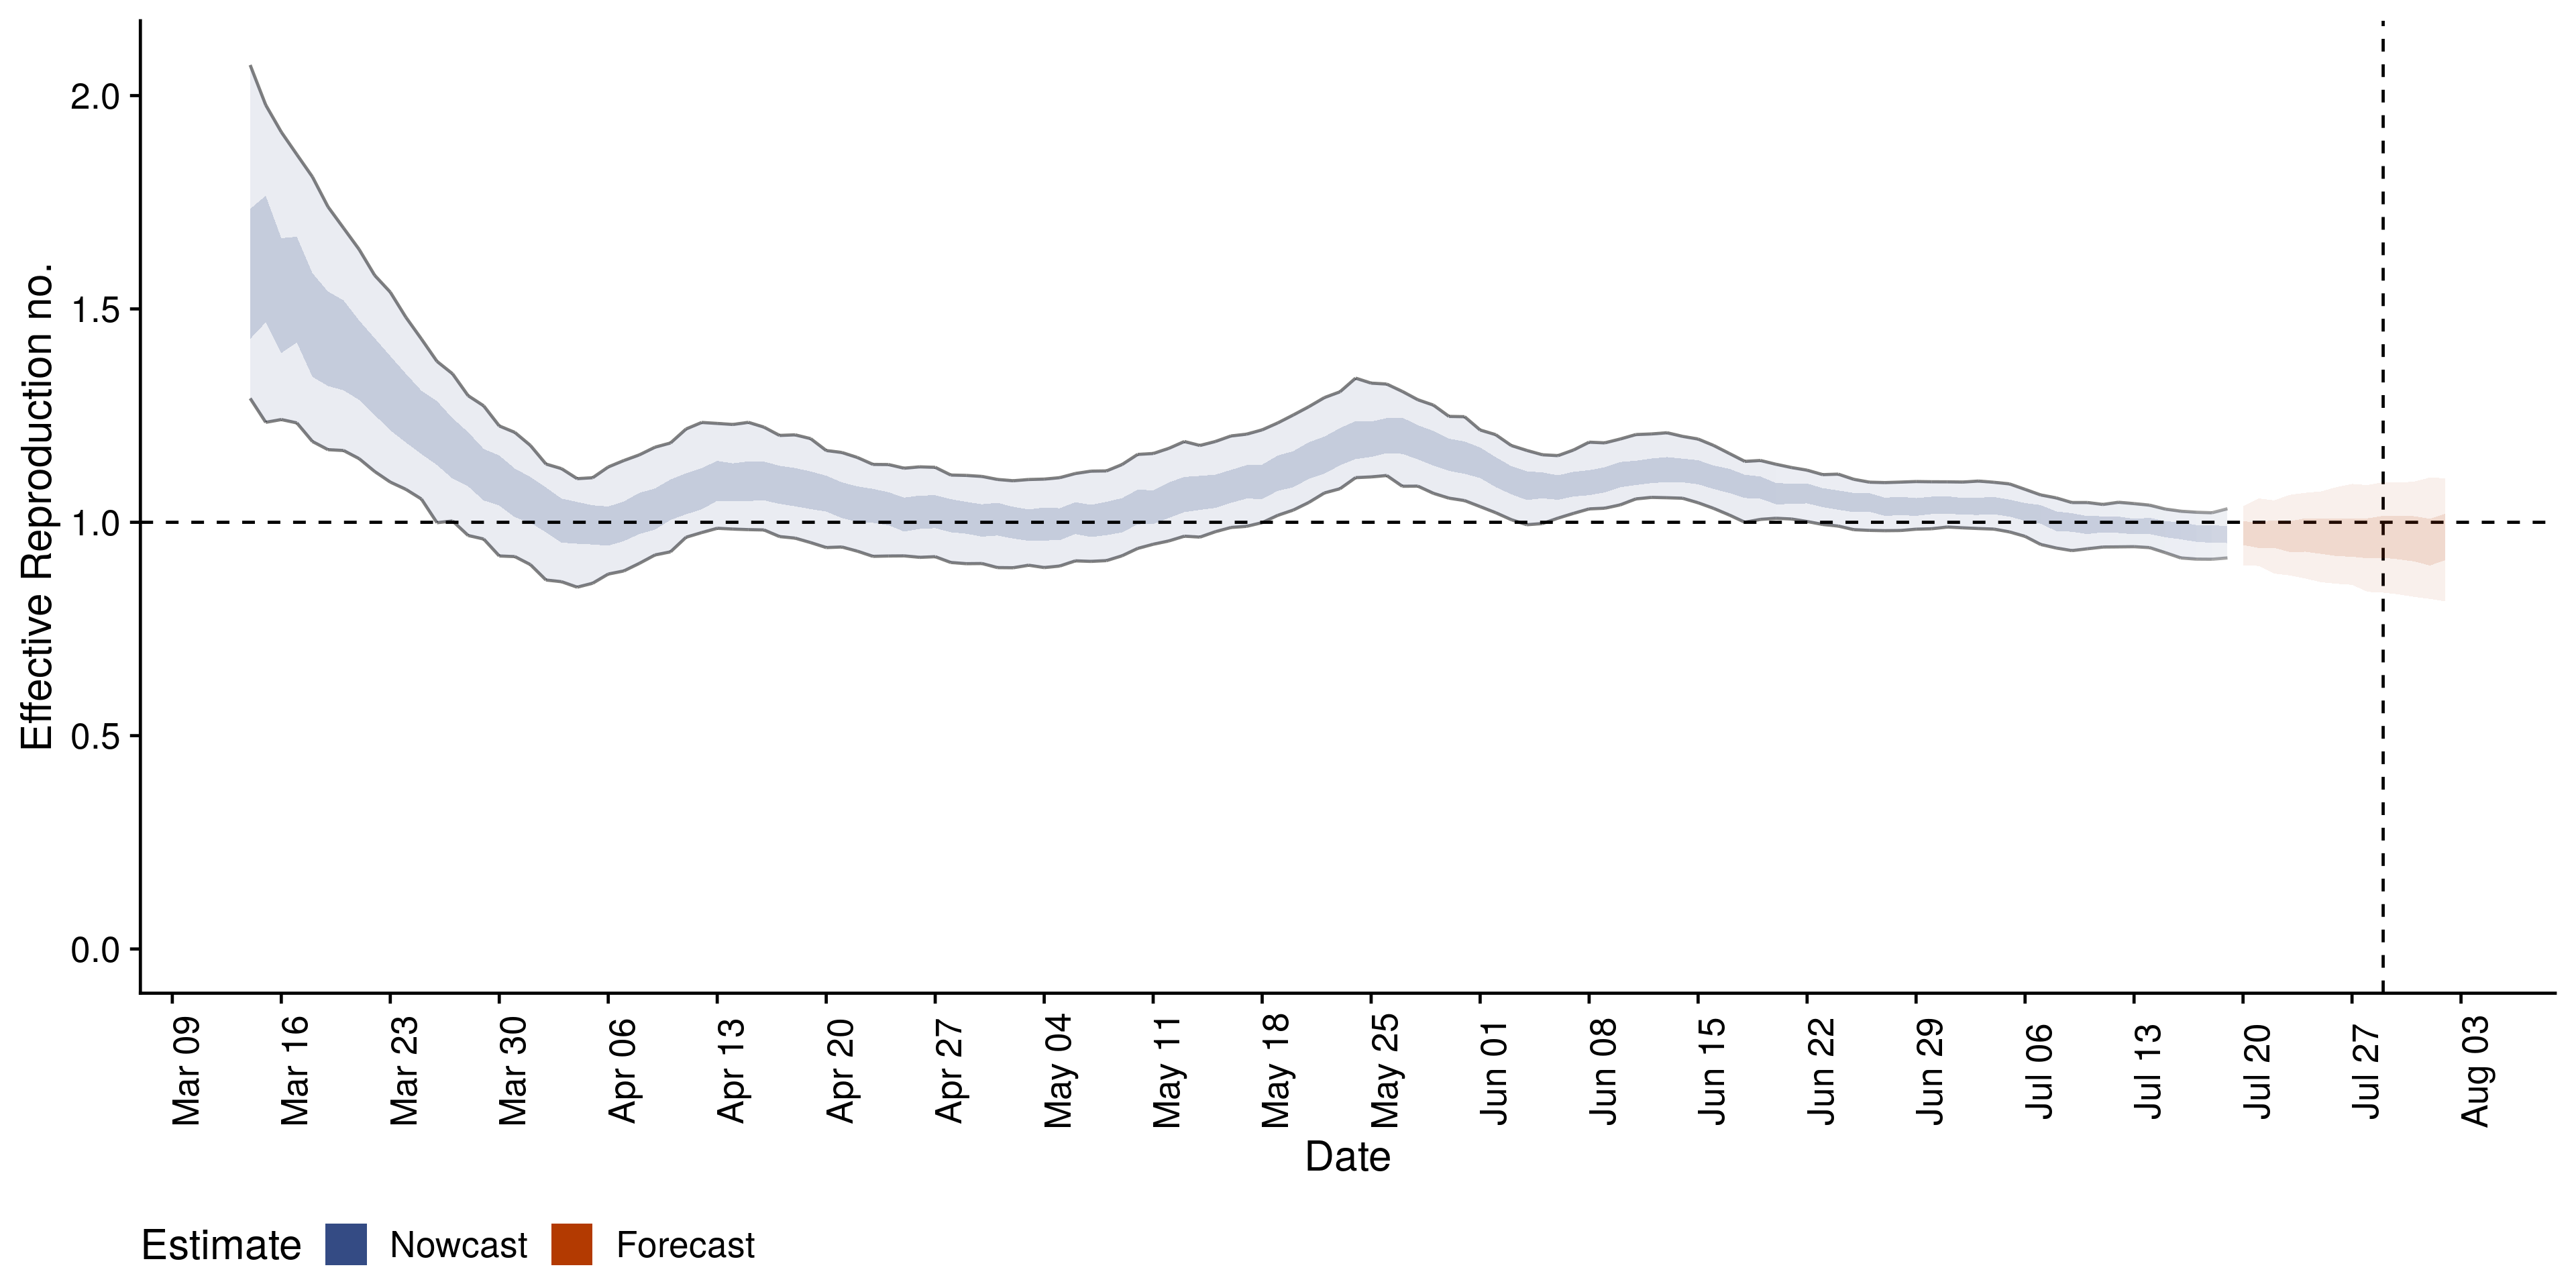 Effective Reproduction no.
2.0
1.5
1.0
0.5
0.0
Mar 09
Mar 16
Mar 23
Mar 30
Apr 06
Apr 13
Apr 20
Apr 27
May 04
May 11
May 18
May 25
Jun 01
Jun 08
Jun 15
Jun 22
Jun 29
Jul 06
Jul 13
Jul 20
Jul 27
Aug 03
Date
Estimate Nowcast Forecast